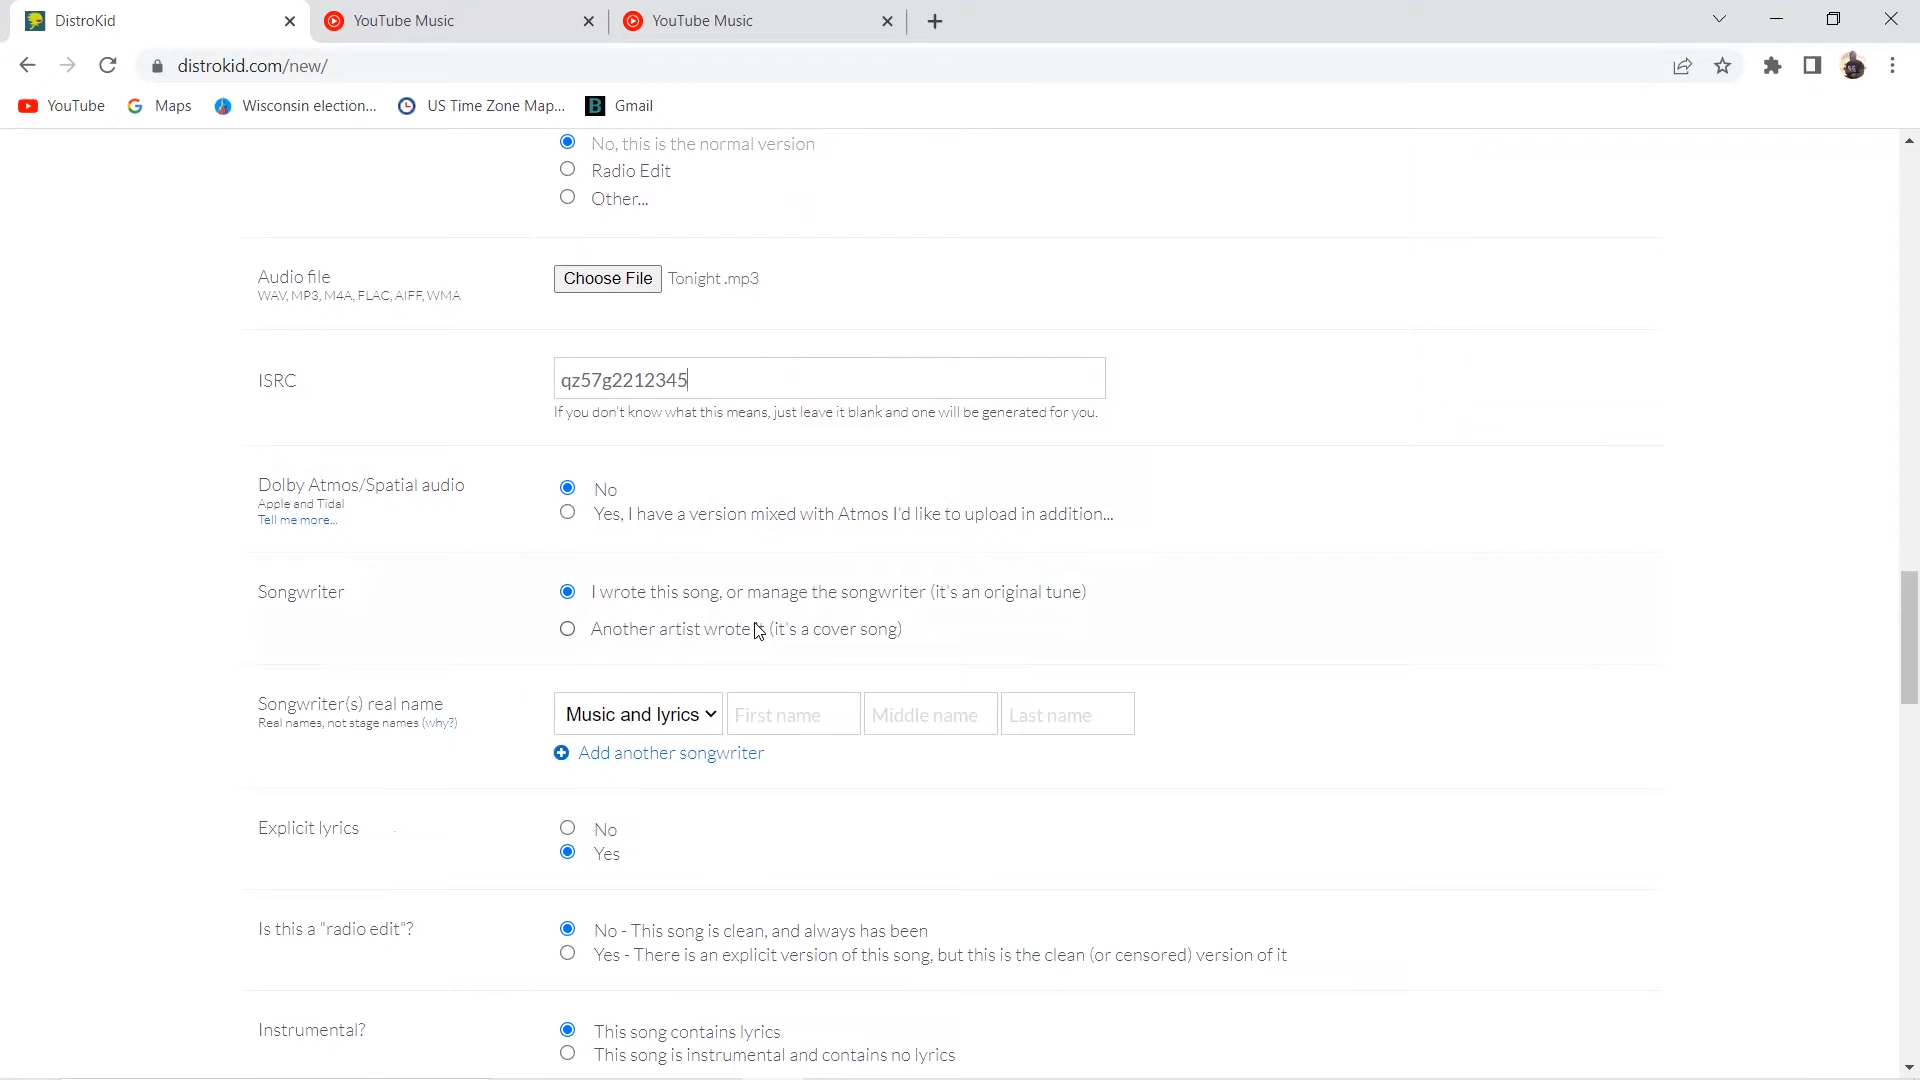 DistroKid
YouTube Music
YouTube Music
distrokid.com/new/
YouTube
Maps
Wisconsin election...
US Time Zone Map...
Gmail
No, this is the normal version
Radio Edit
Other...
Audio file
WAV, MP3, M4A, FLAC, AIFF, WMA
Choose File Tonight .mp3
ISRC
qz57g2212345
If you don't know what this means, just leave it blank and one will be generated for you.
Dolby Atmos/Spatial audio
Apple and Tidal
Tell me more...
No
Yes, I have a version mixed with Atmos I'd like to upload in addition...
Songwriter
I wrote this song, or manage the songwriter (it's an original tune)
Another artist wrote it (it's a cover song)
Songwriter(s) real name
Real names, not stage names (why?)
Music and lyrics First name Middle name Last name
Add another songwriter
Explicit lyrics
No
Yes
Is this a "radio edit"?
No - This song is clean, and always has been
Yes - There is an explicit version of this song, but this is the clean (or censored) version of it
Instrumental?
This song contains lyrics
This song is instrumental and contains no lyrics